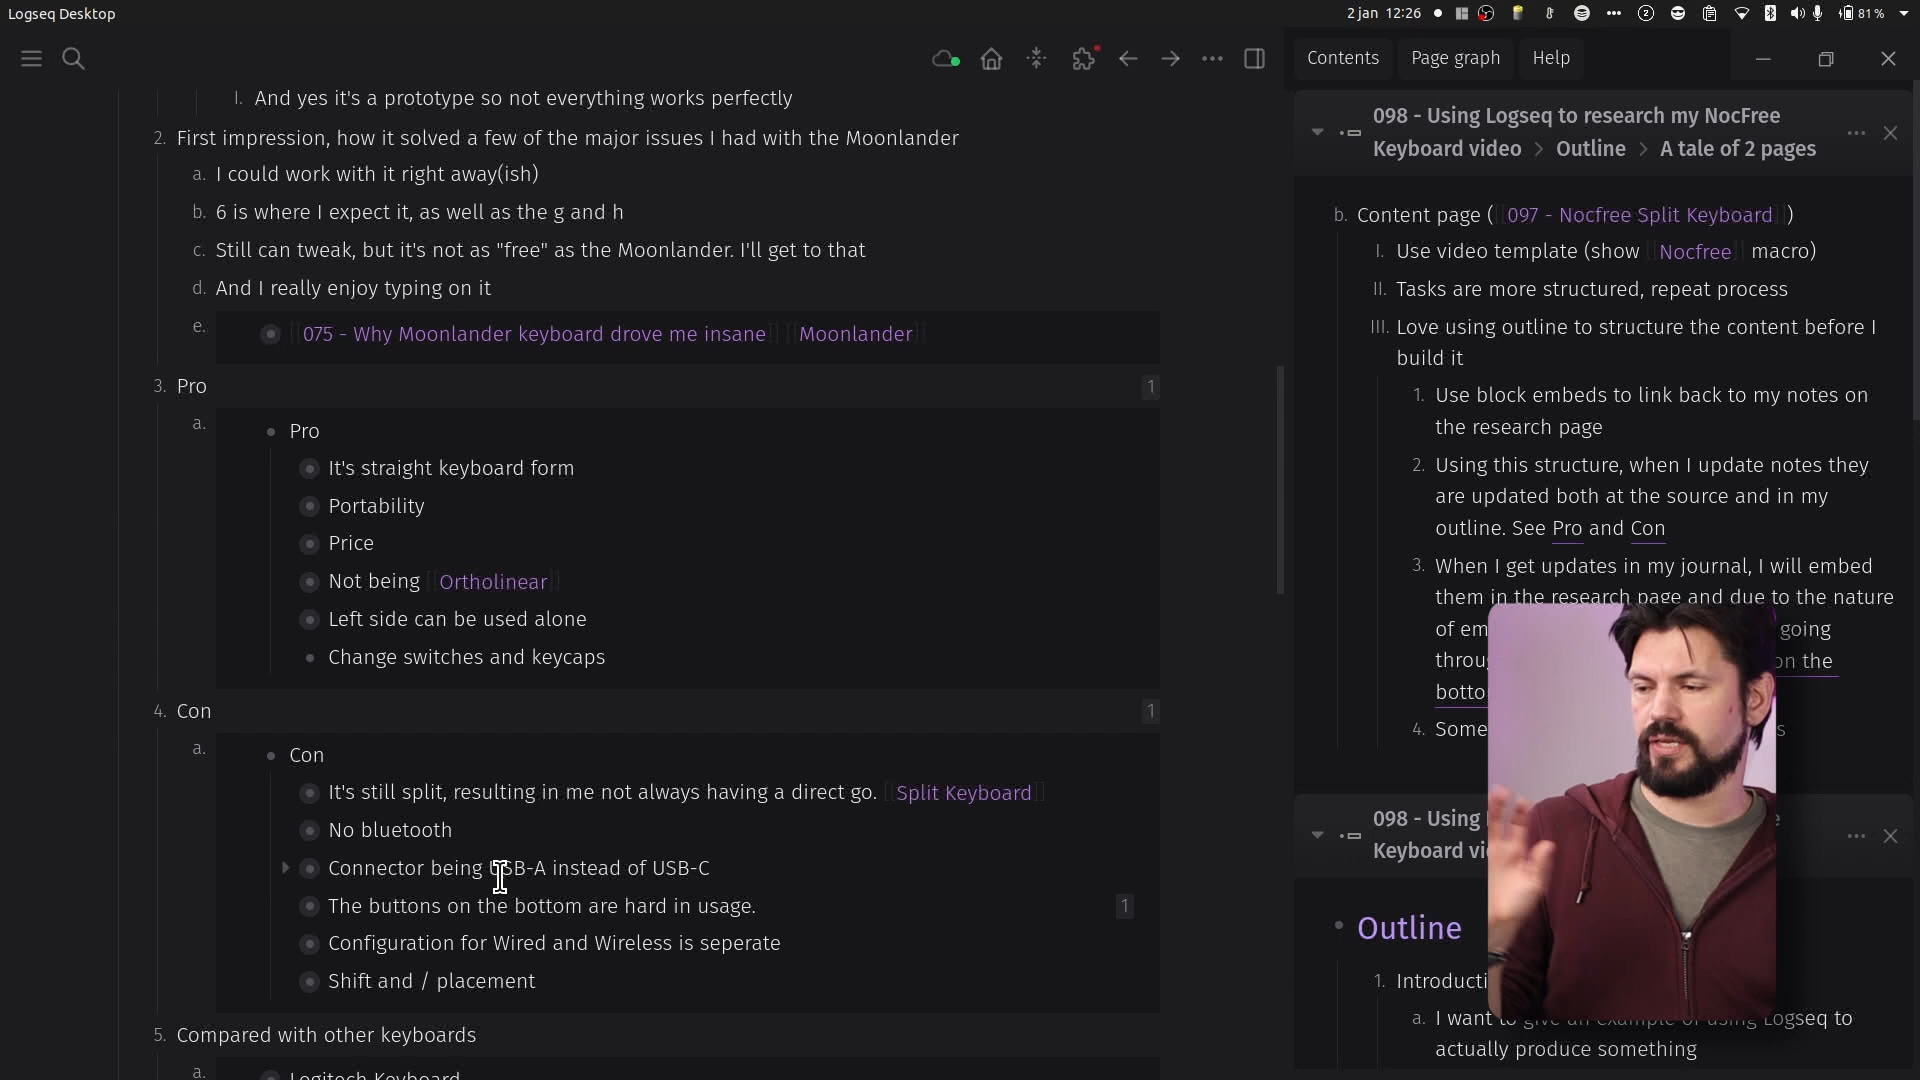 Logseq Desktop
2 jan 12:26
81%
Contents
Page graph
Help
I. And yes it's a prototype so not everything works perfectly
2. First impression, how it solved a few of the major issues I had with the Moonlander
a. I could work with it right away(ish)
b. 6 is where I expect it, as well as the g and h
c. Still can tweak, but it's not as "free" as the Moonlander. I'll get to that
d. And I really enjoy typing on it
e. [[075 - Why Moonlander keyboard drove me insane]] [[Moonlander]]
3. Pro 1
a. Pro
It's straight keyboard form
Portability
Price
Not being [[Ortholinear]]
Left side can be used alone
Change switches and keycaps
4. Con 1
a. Con
It's still split, resulting in me not always having a direct go. [[Split Keyboard]]
No bluetooth
Connector being USB-A instead of USB-C
The buttons on the bottom are hard in usage. 1
Configuration for Wired and Wireless is seperate
Shift and / placement
5. Compared with other keyboards
a. Logitech Keyboard
098 - Using Logseq to research my NocFree
Keyboard video > Outline > A tale of 2 pages
b. Content page ([[097 - Nocfree Split Keyboard]])
I. Use video template (show [[Nocfree]] macro)
II. Tasks are more structured, repeat process
III. Love using outline to structure the content before I
build it
1. Use block embeds to link back to my notes on
the research page
2. Using this structure, when I update notes they
are updated both at the source and in my
outline. See Pro and Con
3. When I get updates in my journal, I will embed
them in the research page and due to the nature
of em going
on the
4. Some
098 - Using
Outline
1.
a. I want to give an example of using Logseq to
actually produce something